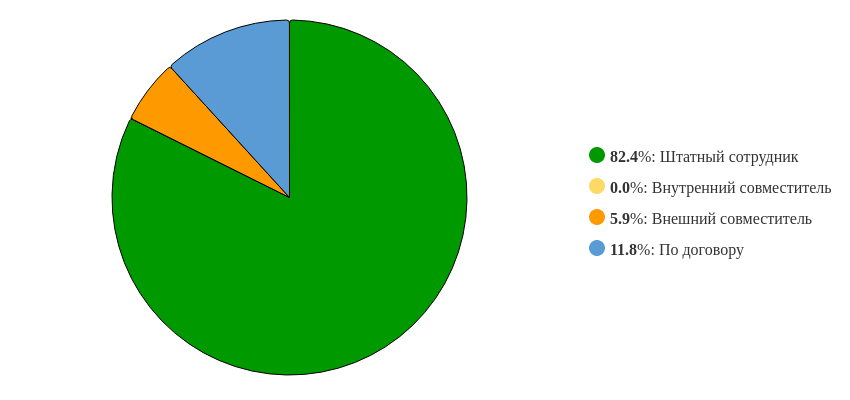 82.4%: Штатный сотрудник
0.0%: Внутренний совместитель
5.9%: Внешний совместитель
11.8%: По договору